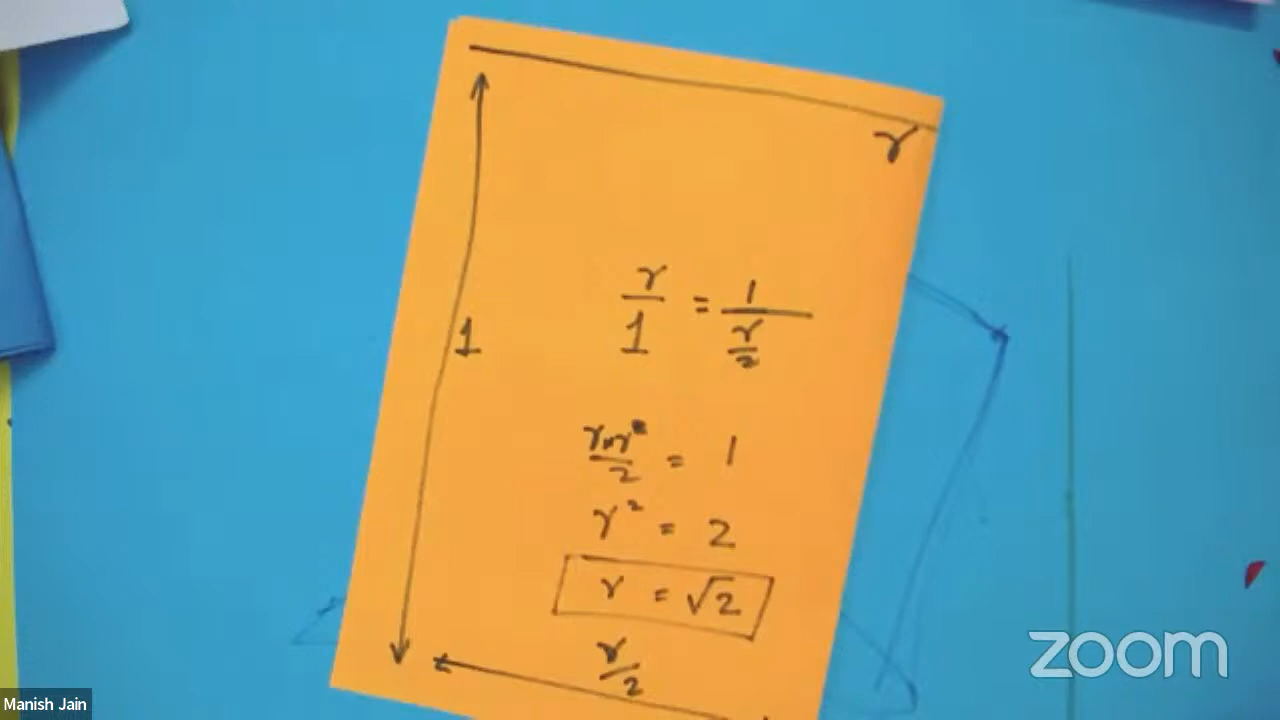 r
r/1 = 1/(r/2)
1
r×r/2 = 1
r² = 2
r = √2
r/2
zoom
Manish Jain